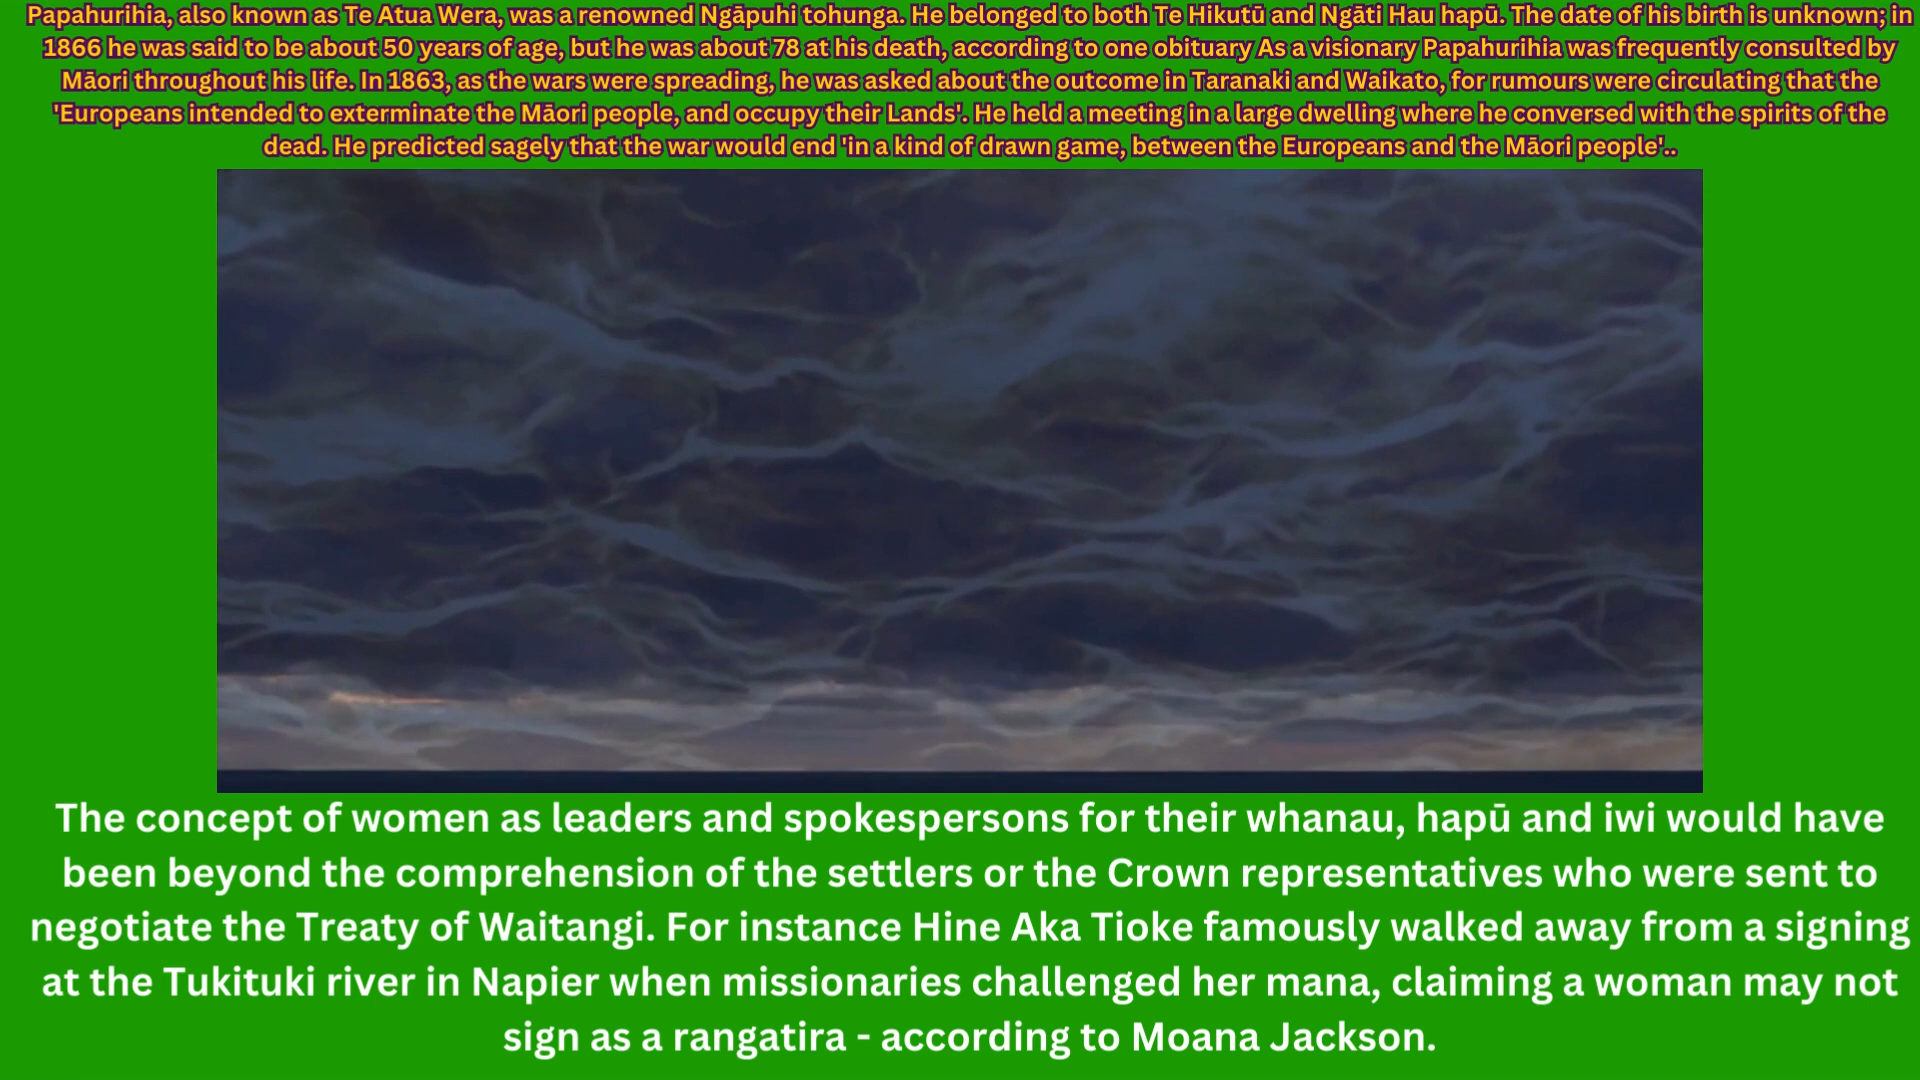 Papahurihia, also known as Te Atua Wera, was a renowned Ngāpuhi tohunga. He belonged to both Te Hikutū and Ngāti Hau hapū. The date of his birth is unknown; in
1866 he was said to be about 50 years of age, but he was about 78 at his death, according to one obituary As a visionary Papahurihia was frequently consulted by
Māori throughout his life. In 1863, as the wars were spreading, he was asked about the outcome in Taranaki and Waikato, for rumours were circulating that the
'Europeans intended to exterminate the Māori people, and occupy their Lands'. He held a meeting in a large dwelling where he conversed with the spirits of the
dead. He predicted sagely that the war would end 'in a kind of drawn game, between the Europeans and the Māori people'..
The concept of women as leaders and spokespersons for their whanau, hapū and iwi would have
been beyond the comprehension of the settlers or the Crown representatives who were sent to
negotiate the Treaty of Waitangi. For instance Hine Aka Tioke famously walked away from a signing
at the Tukituki river in Napier when missionaries challenged her mana, claiming a woman may not
sign as a rangatira - according to Moana Jackson.